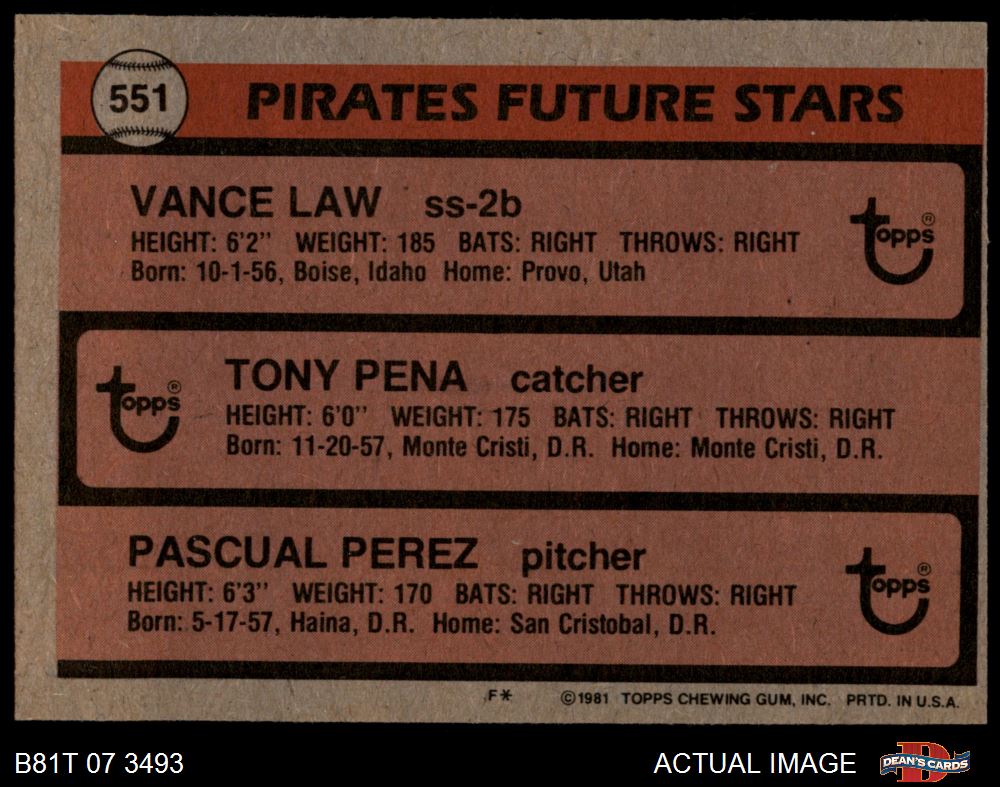 551
PIRATES FUTURE STARS
VANCE LAW ss-2b
HEIGHT: 6'2" WEIGHT: 185 BATS: RIGHT THROWS: RIGHT
Born: 10-1-56, Boise, Idaho Home: Provo, Utah
topps®
TONY PENA catcher
HEIGHT: 6'0" WEIGHT: 175 BATS: RIGHT THROWS: RIGHT
Born: 11-20-57, Monte Cristi, D.R. Home: Monte Cristi, D.R.
topps®
PASCUAL PEREZ pitcher
HEIGHT: 6'3" WEIGHT: 170 BATS: RIGHT THROWS: RIGHT
Born: 5-17-57, Haina, D.R. Home: San Cristobal, D.R.
topps®
F* ©1981 TOPPS CHEWING GUM, INC. PRTD. IN U.S.A.
B81T 07 3493 ACTUAL IMAGE DEAN'S CARDS